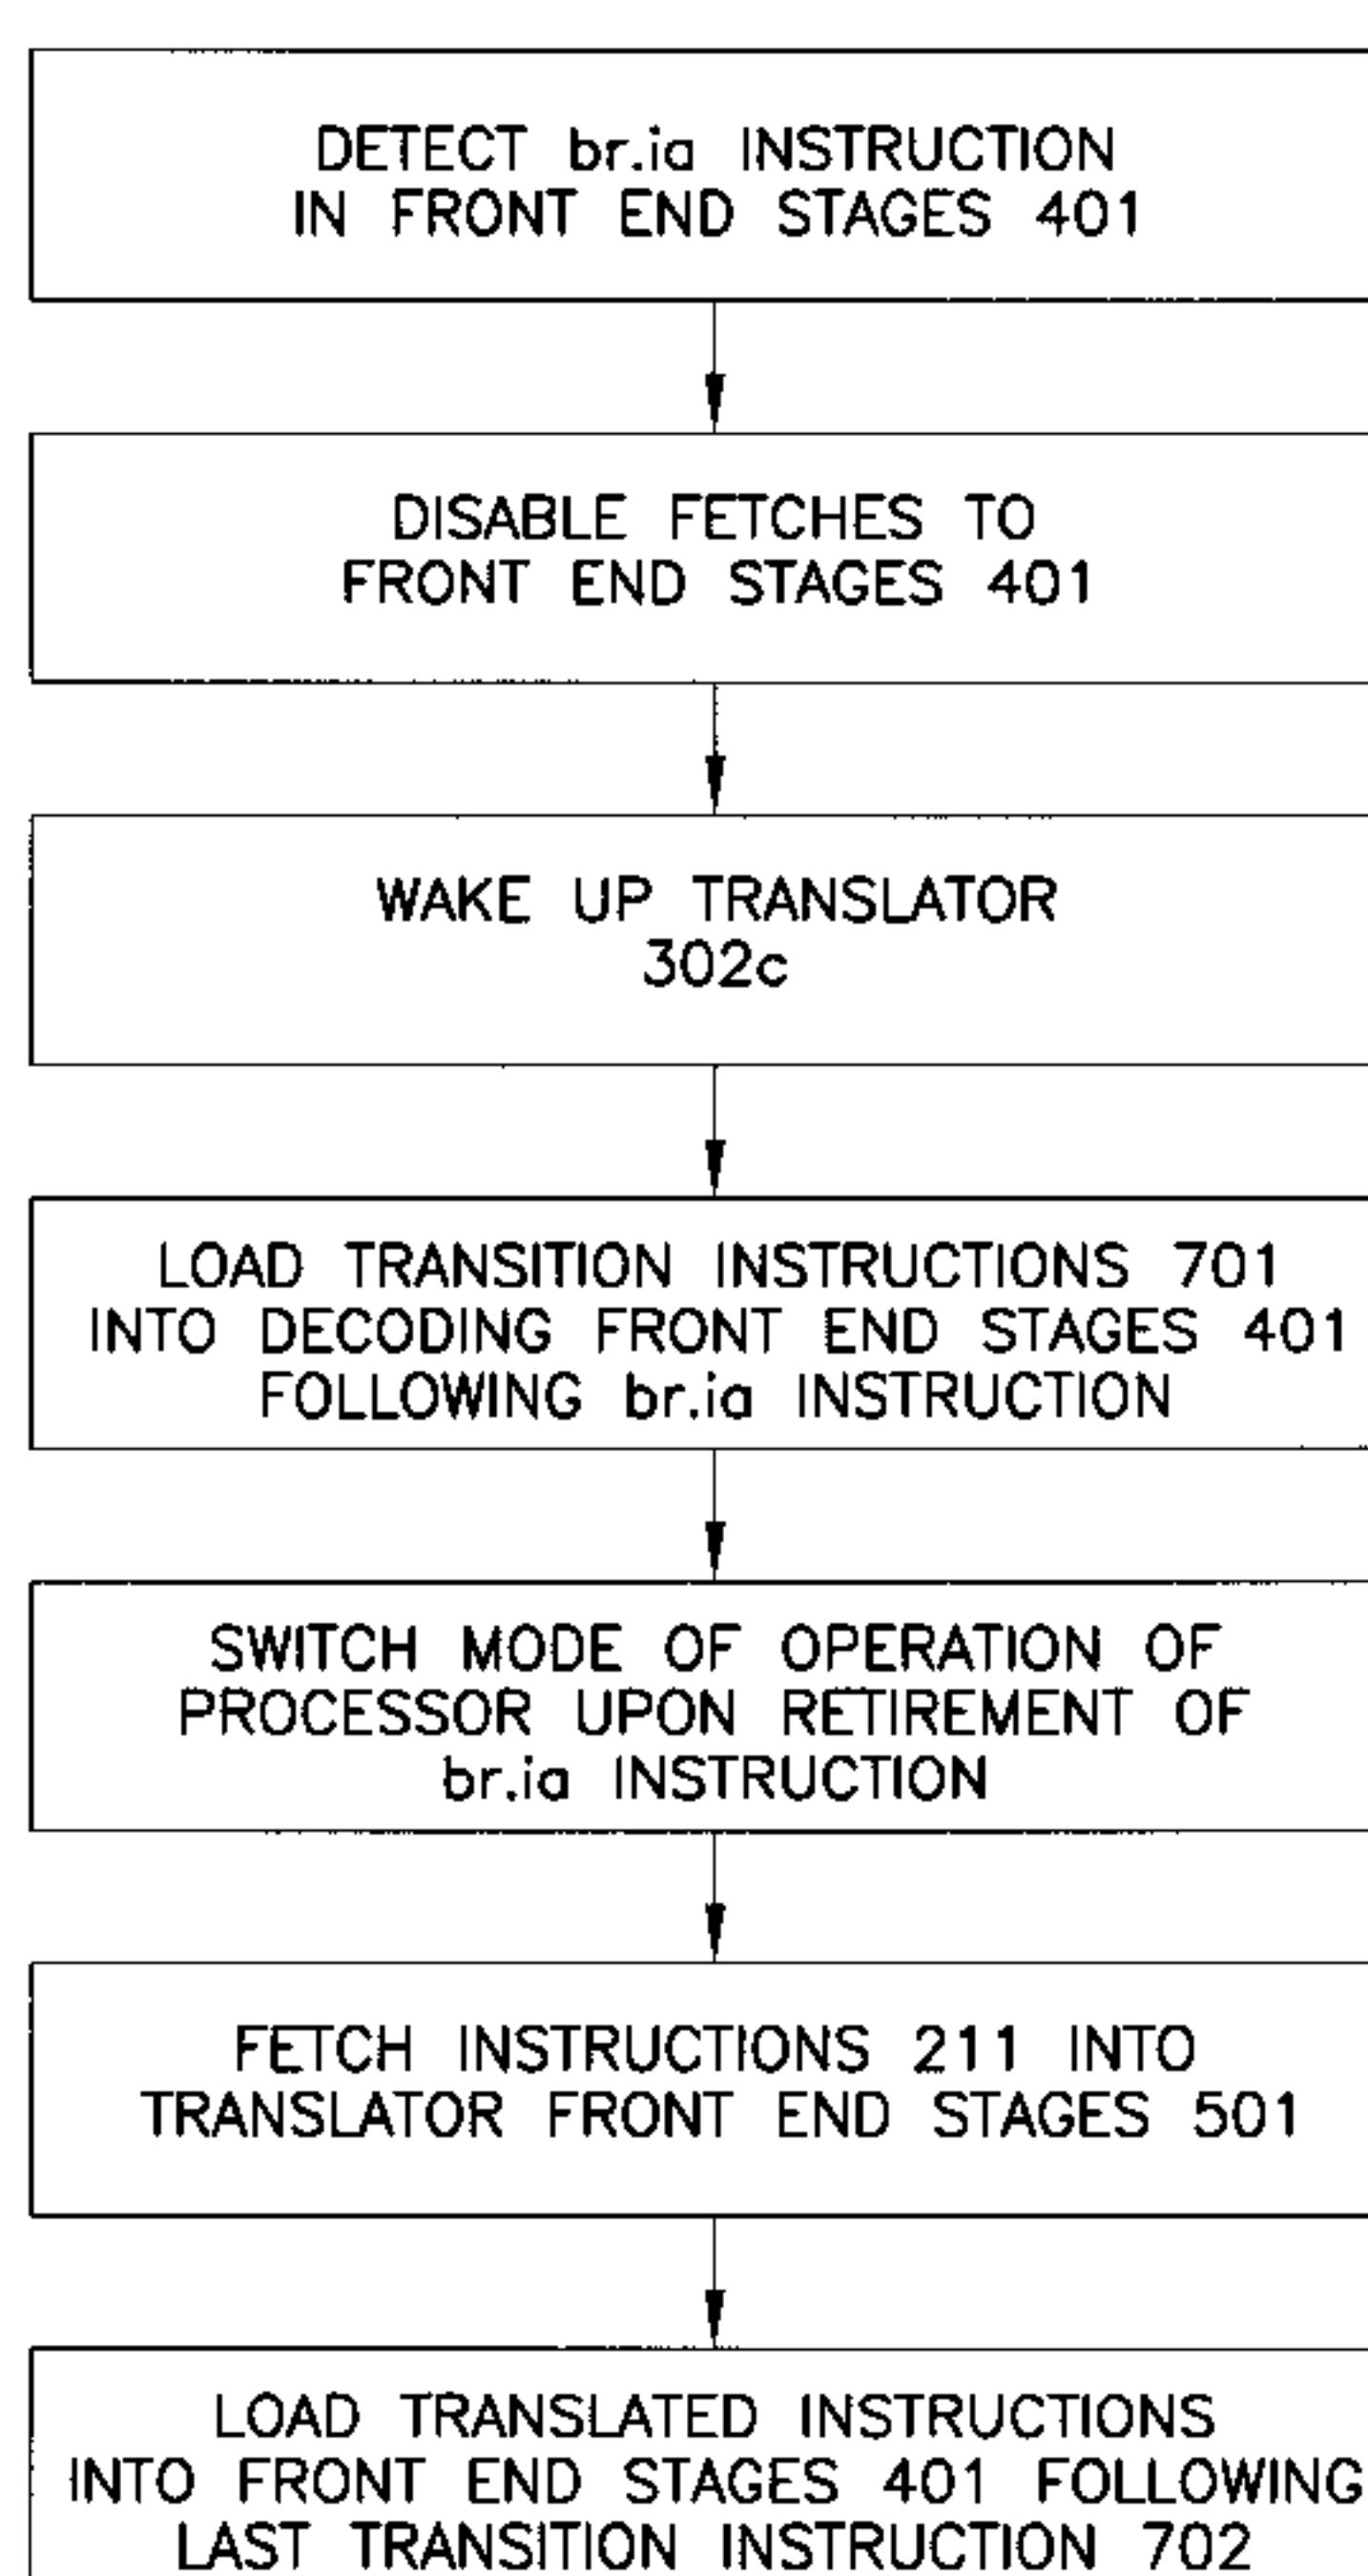 DETECT br.ia INSTRUCTION
IN FRONT END STAGES 401
DISABLE FETCHES TO
FRONT END STAGES 401
WAKE UP TRANSLATOR
302c
LOAD TRANSITION INSTRUCTIONS 701
INTO DECODING FRONT END STAGES 401
FOLLOWING br.ia INSTRUCTION
SWITCH MODE OF OPERATION OF
PROCESSOR UPON RETIREMENT OF
br.ia INSTRUCTION
FETCH INSTRUCTIONS 211 INTO
TRANSLATOR FRONT END STAGES 501
LOAD TRANSLATED INSTRUCTIONS
INTO FRONT END STAGES 401 FOLLOWING
LAST TRANSITION INSTRUCTION 702